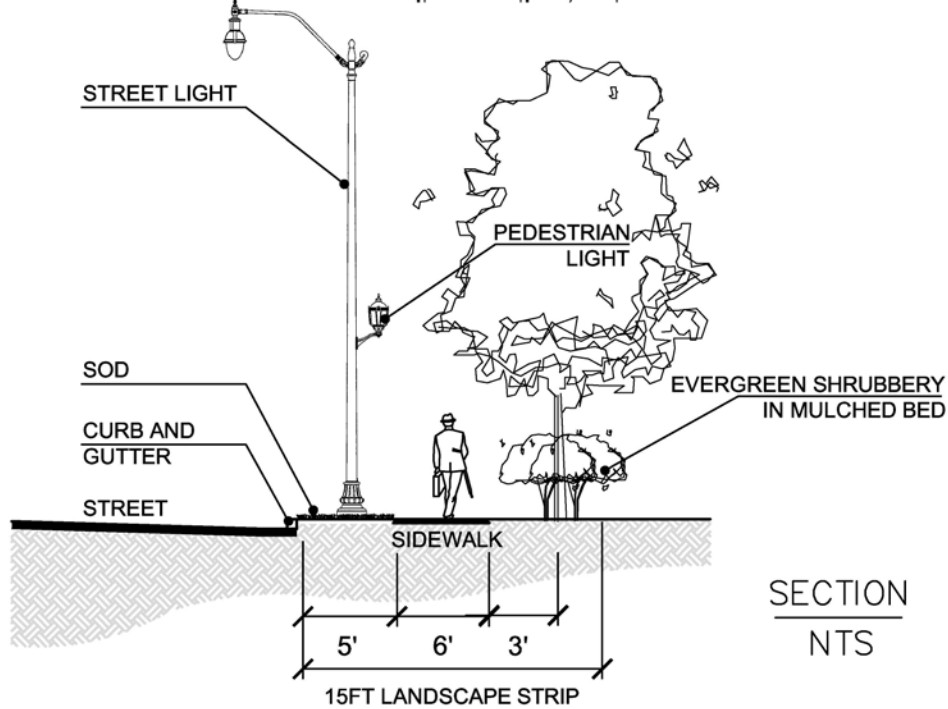 STREET LIGHT
PEDESTRIAN
LIGHT
SOD
EVERGREEN SHRUBBERY
IN MULCHED BED
CURB AND
GUTTER
STREET
SIDEWALK
5' 6' 3'
15FT LANDSCAPE STRIP
SECTION
NTS